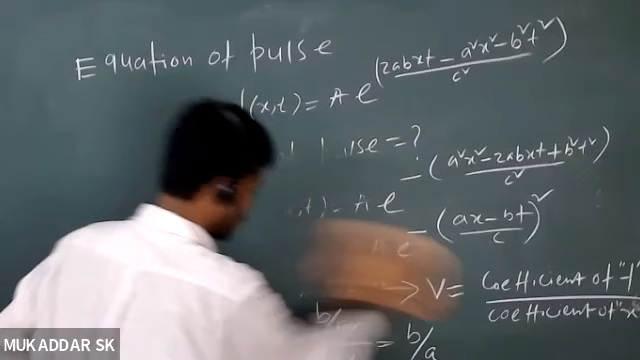 Equation of pulse
(x,t) = A e^((2abxt - a²x² - b²t²)/c²)
= ?
- ((a²x² - 2abxt + b²t²)/c²)
= A e
A e - ((ax - bt)/c)²
→ V = coefficient of "t" / coefficient of "x"
= b/a
MUKADDAR SK